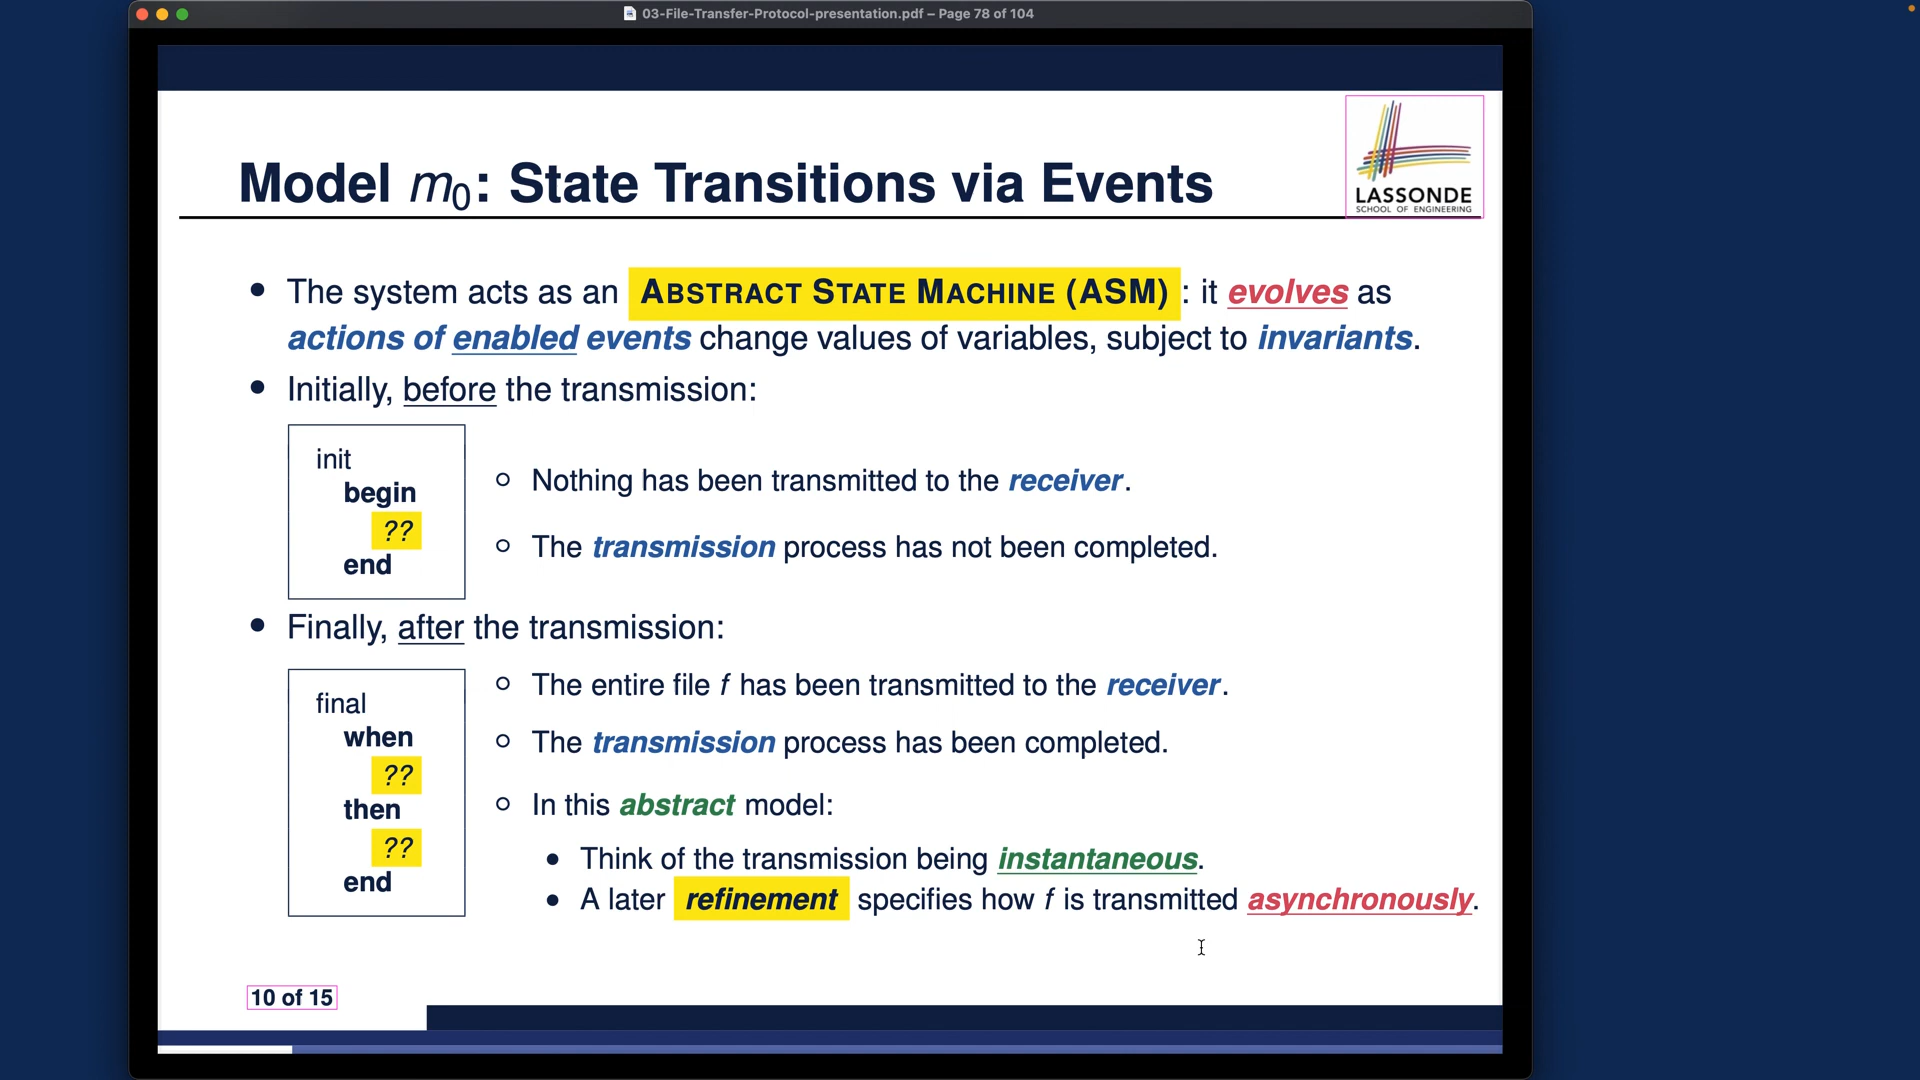 03-File-Transfer-Protocol-presentation.pdf – Page 78 of 104
LASSONDE
SCHOOL OF ENGINEERING
Model m₀: State Transitions via Events
• The system acts as an ABSTRACT STATE MACHINE (ASM) : it evolves as
actions of enabled events change values of variables, subject to invariants.
• Initially, before the transmission:
init
begin
??
end
○ Nothing has been transmitted to the receiver.
○ The transmission process has not been completed.
• Finally, after the transmission:
final
when
??
then
??
end
○ The entire file f has been transmitted to the receiver.
○ The transmission process has been completed.
○ In this abstract model:
• Think of the transmission being instantaneous.
• A later refinement specifies how f is transmitted asynchronously.
10 of 15